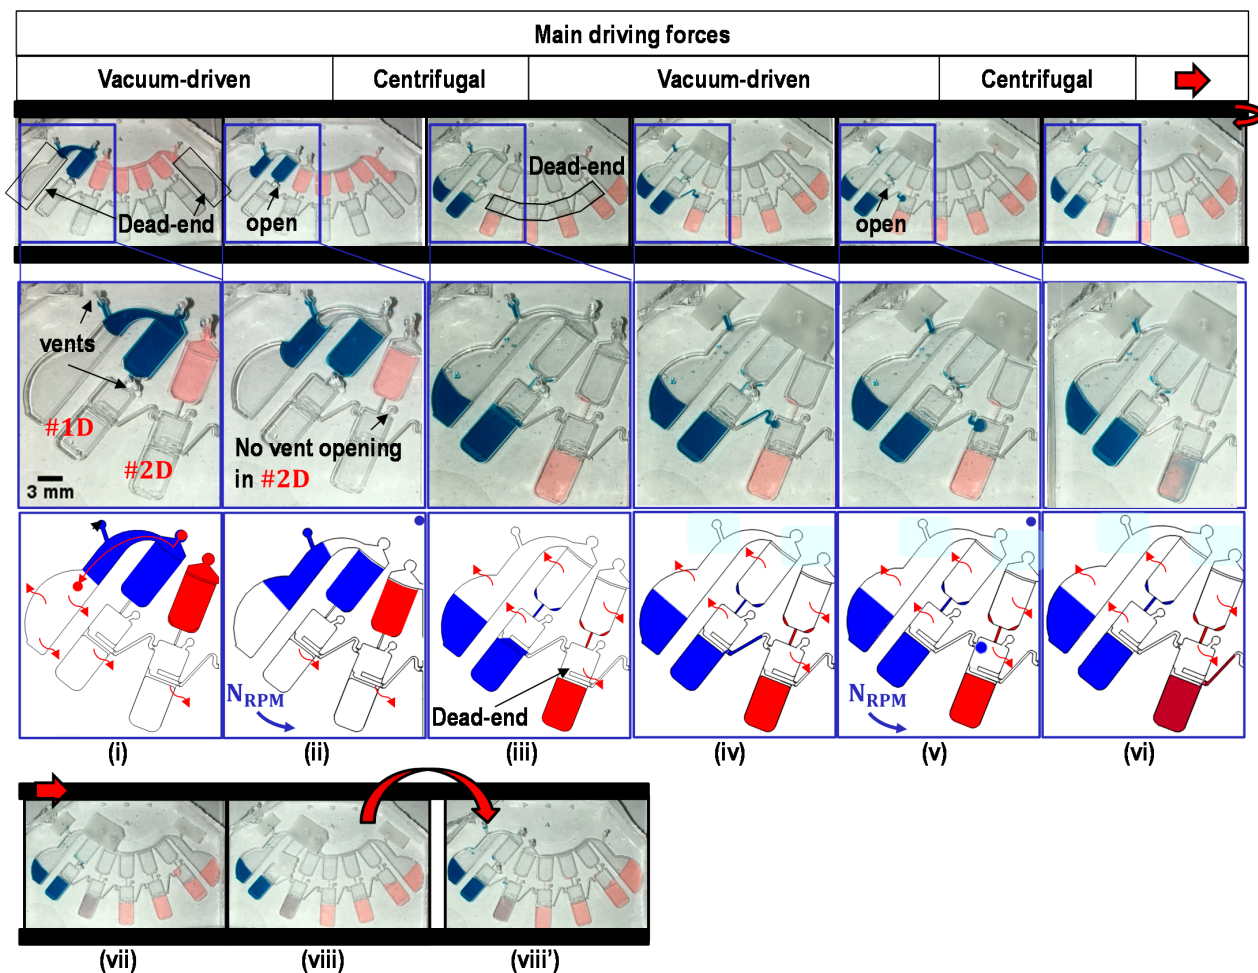 Main driving forces
Vacuum-driven
Centrifugal
Vacuum-driven
Centrifugal
Dead-end
open
Dead-end
open
vents
#1D
#2D
3 mm
No vent opening
in #2D
NRPM
Dead-end
NRPM
(i)
(ii)
(iii)
(iv)
(v)
(vi)
(vii)
(viii)
(viii')